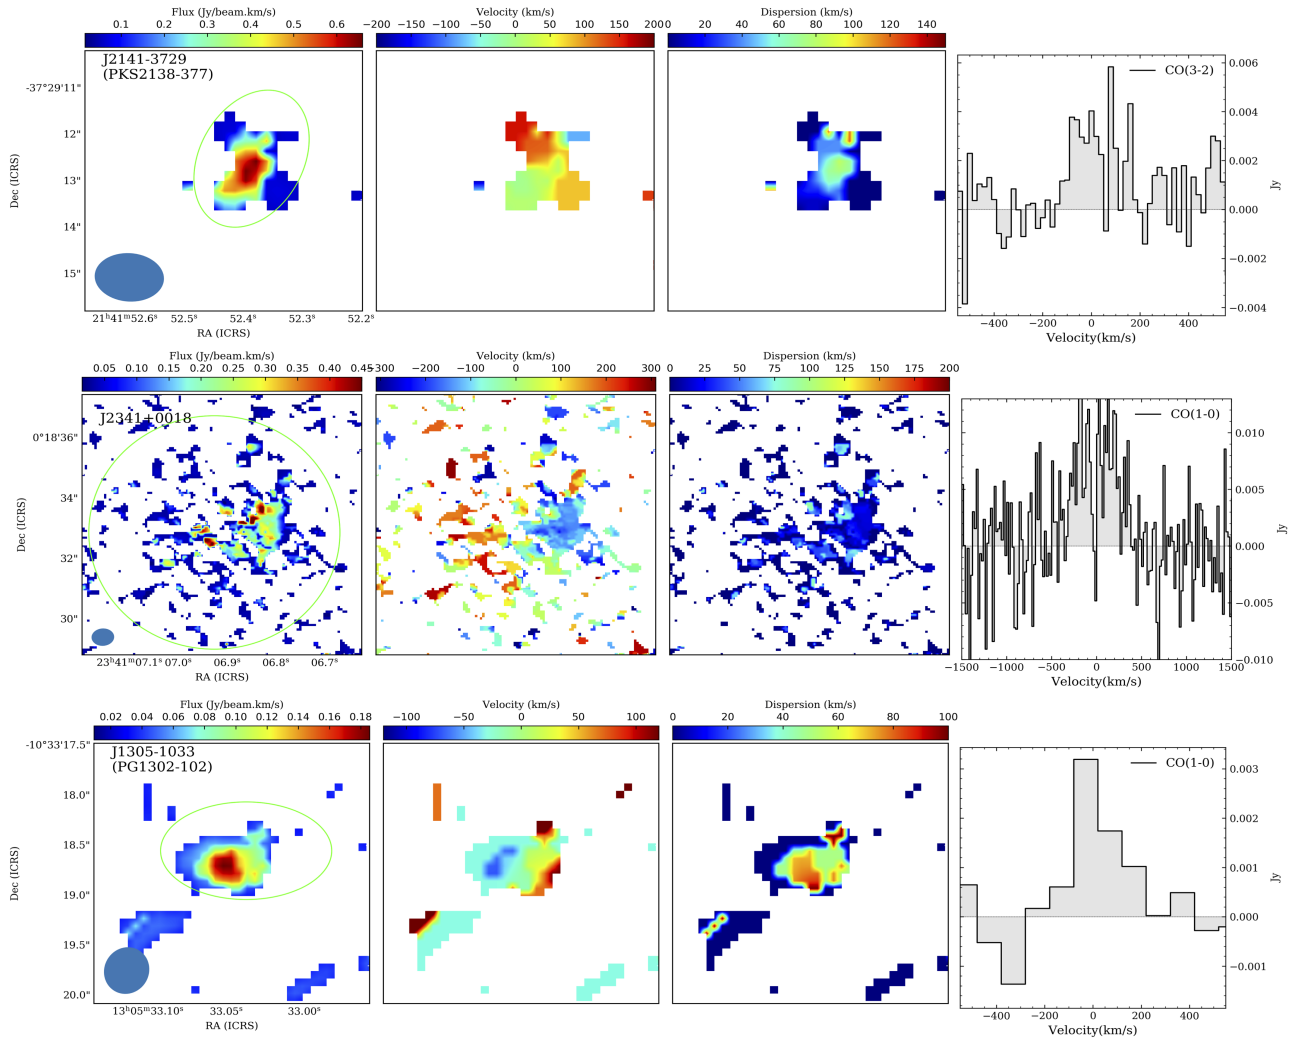 Flux (Jy/beam.km/s) Velocity (km/s) Dispersion (km/s)
0.1 0.2 0.3 0.4 0.5 0.6 −200 −150 −100 −50 0 50 100 150 200 0 20 40 60 80 100 120 140
J2141-3729
(PKS2138-377)
CO(3-2)
-37°29'11"
12"
13"
14"
15"
Dec (ICRS)
21ʰ41ᵐ52.6ˢ 52.5ˢ 52.4ˢ 52.3ˢ 52.2ˢ
RA (ICRS)
0.006
0.004
0.002
0.000
−0.002
−0.004
Jy
−400 −200 0 200 400
Velocity(km/s)
Flux (Jy/beam.km/s) Velocity (km/s) Dispersion (km/s)
0.05 0.10 0.15 0.20 0.25 0.30 0.35 0.40 0.45 −300 −200 −100 0 100 200 300 0 25 50 75 100 125 150 175 200
J2341+0018
CO(1-0)
0°18'36"
34"
32"
30"
Dec (ICRS)
23ʰ41ᵐ07.1ˢ 07.0ˢ 06.9ˢ 06.8ˢ 06.7ˢ
RA (ICRS)
0.010
0.005
0.000
−0.005
−0.010
Jy
−1500 −1000 −500 0 500 1000 1500
Velocity(km/s)
Flux (Jy/beam.km/s) Velocity (km/s) Dispersion (km/s)
0.02 0.04 0.06 0.08 0.10 0.12 0.14 0.16 0.18 −100 −50 0 50 100 0 20 40 60 80 100
J1305-1033
(PG1302-102)
CO(1-0)
-10°33'17.5"
18.0"
18.5"
19.0"
19.5"
20.0"
Dec (ICRS)
13ʰ05ᵐ33.10ˢ 33.05ˢ 33.00ˢ
RA (ICRS)
0.003
0.002
0.001
0.000
−0.001
Jy
−400 −200 0 200 400
Velocity(km/s)